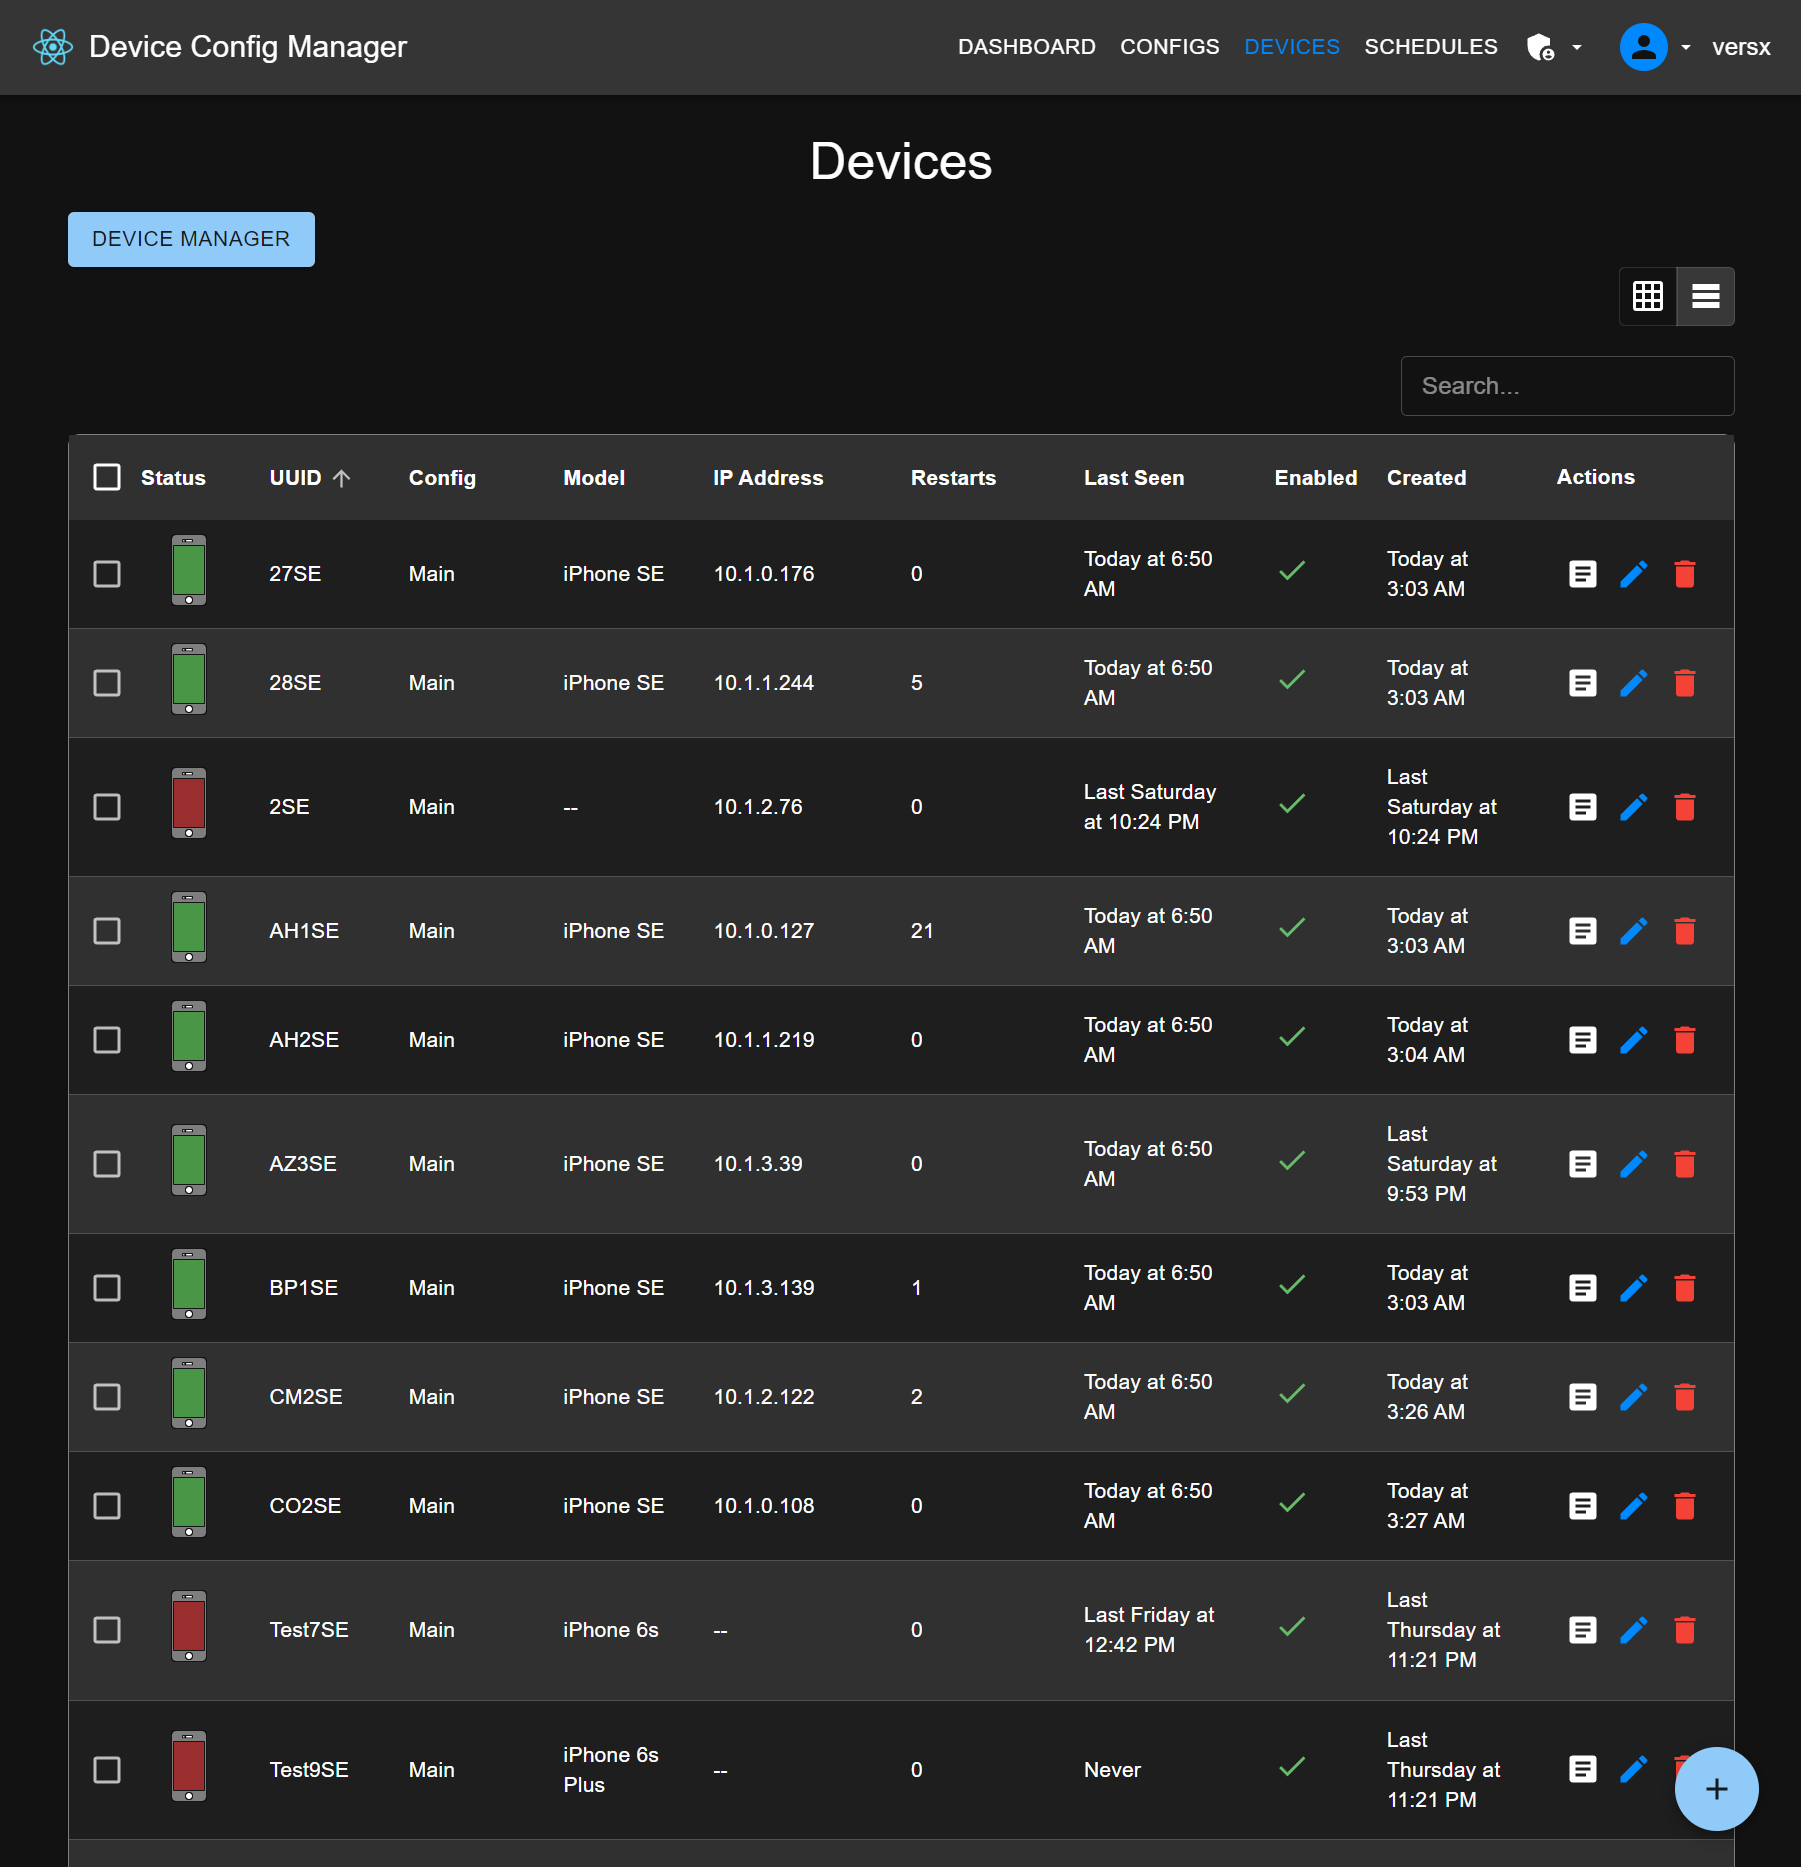 Device Config Manager
DASHBOARD CONFIGS DEVICES SCHEDULES versx
Devices
DEVICE MANAGER
Search...
Status UUID Config Model IP Address Restarts Last Seen Enabled Created Actions
27SE Main iPhone SE 10.1.0.176 0 Today at 6:50 AM Today at 3:03 AM
28SE Main iPhone SE 10.1.1.244 5 Today at 6:50 AM Today at 3:03 AM
2SE Main -- 10.1.2.76 0 Last Saturday at 10:24 PM Last Saturday at 10:24 PM
AH1SE Main iPhone SE 10.1.0.127 21 Today at 6:50 AM Today at 3:03 AM
AH2SE Main iPhone SE 10.1.1.219 0 Today at 6:50 AM Today at 3:04 AM
AZ3SE Main iPhone SE 10.1.3.39 0 Today at 6:50 AM Last Saturday at 9:53 PM
BP1SE Main iPhone SE 10.1.3.139 1 Today at 6:50 AM Today at 3:03 AM
CM2SE Main iPhone SE 10.1.2.122 2 Today at 6:50 AM Today at 3:26 AM
CO2SE Main iPhone SE 10.1.0.108 0 Today at 6:50 AM Today at 3:27 AM
Test7SE Main iPhone 6s -- 0 Last Friday at 12:42 PM Last Thursday at 11:21 PM
Test9SE Main iPhone 6s Plus -- 0 Never Last Thursday at 11:21 PM